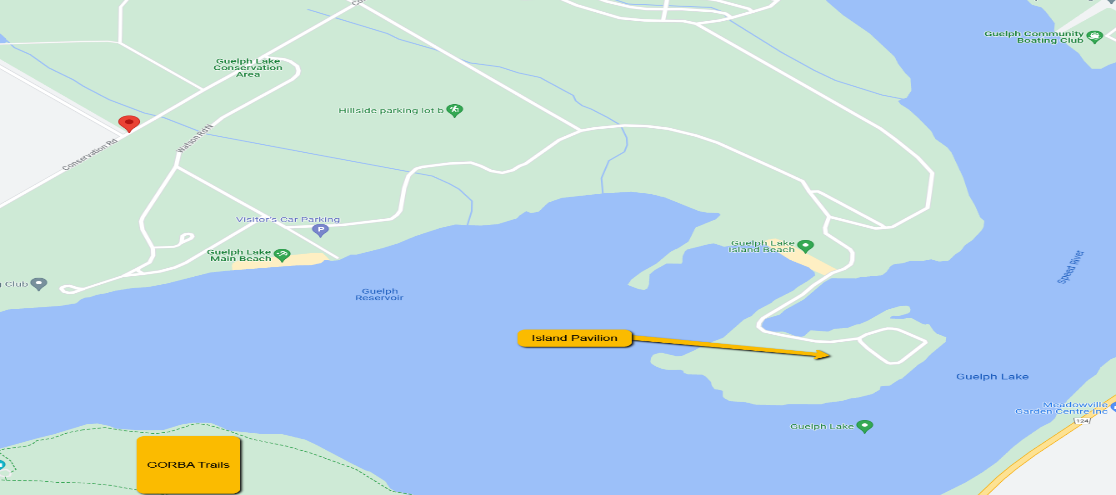 Guelph Community
Boating Club
Guelph Lake
Conservation
Area
Hillside parking lot b
Conservation Rd
Watson Rd N
Visitor's Car Parking
P
Guelph Lake
Main Beach
Guelph Lake
Island Beach
g Club
Guelph
Reservoir
Speed River
Island Pavilion
Guelph Lake
Meadowville
Garden Centre Inc
124
Guelph Lake
GORBA Trails